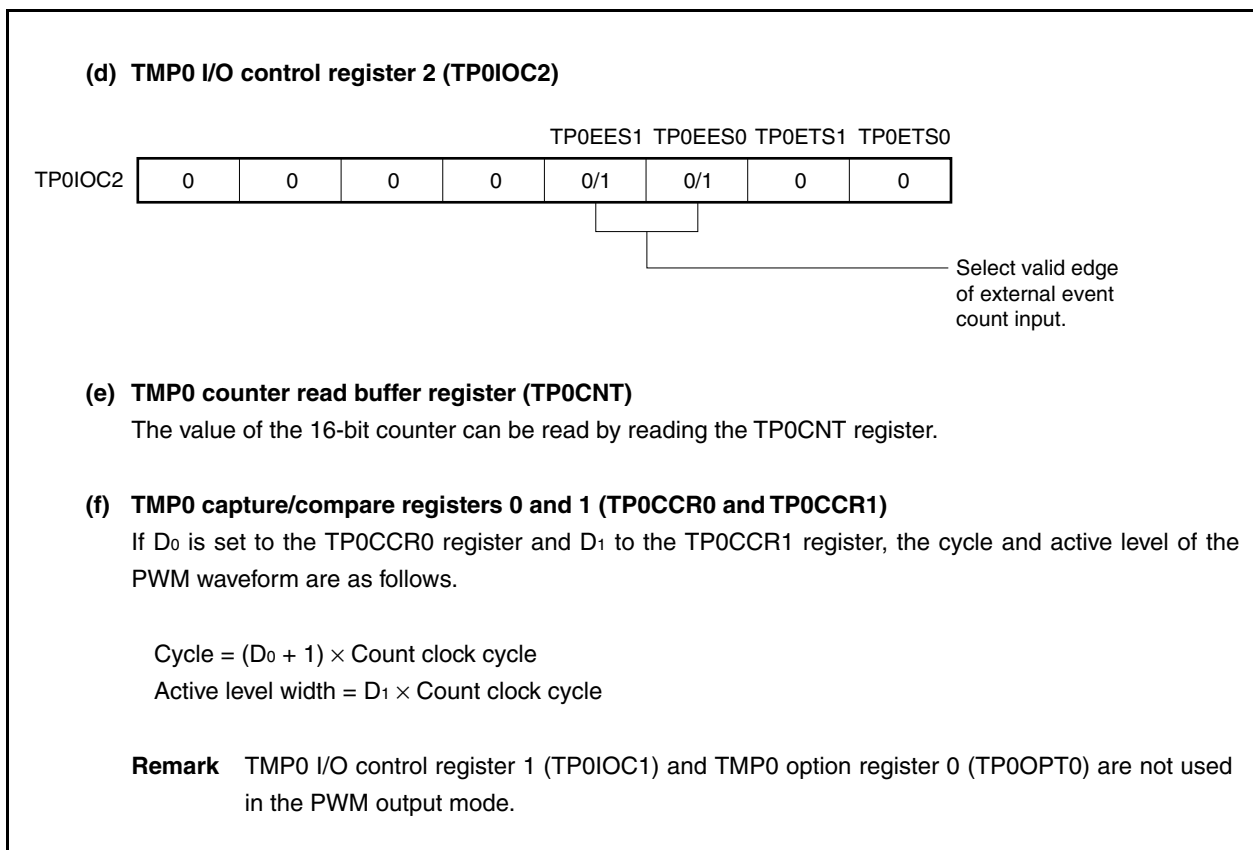 (d) TMP0 I/O control register 2 (TP0IOC2)
TP0EES1 TP0EES0 TP0ETS1 TP0ETS0
TP0IOC2 0 0 0 0 0/1 0/1 0 0
Select valid edge
of external event
count input.
(e) TMP0 counter read buffer register (TP0CNT)
The value of the 16-bit counter can be read by reading the TP0CNT register.
(f) TMP0 capture/compare registers 0 and 1 (TP0CCR0 and TP0CCR1)
If D0 is set to the TP0CCR0 register and D1 to the TP0CCR1 register, the cycle and active level of the
PWM waveform are as follows.
Cycle = (D0 + 1) × Count clock cycle
Active level width = D1 × Count clock cycle
Remark TMP0 I/O control register 1 (TP0IOC1) and TMP0 option register 0 (TP0OPT0) are not used
in the PWM output mode.